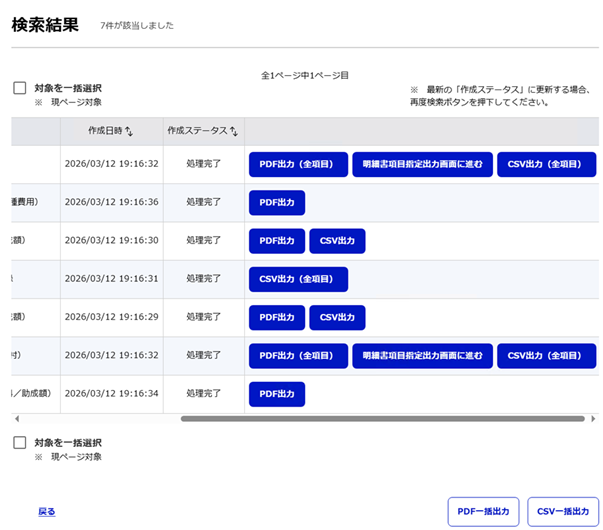 検索結果 7件が該当しました
全1ページ中1ページ目
対象を一括選択
※ 現ページ対象
※ 最新の「作成ステータス」に更新する場合、
再度検索ボタンを押下してください。
作成日時 作成ステータス
2026/03/12 19:16:32 処理完了 PDF出力（全項目） 明細書項目指定出力画面に進む CSV出力（全項目）
種費用） 2026/03/12 19:16:36 処理完了 PDF出力
額） 2026/03/12 19:16:30 処理完了 PDF出力 CSV出力
2026/03/12 19:16:31 処理完了 CSV出力（全項目）
額） 2026/03/12 19:16:29 処理完了 PDF出力 CSV出力
村） 2026/03/12 19:16:32 処理完了 PDF出力（全項目） 明細書項目指定出力画面に進む CSV出力（全項目）
／助成額） 2026/03/12 19:16:34 処理完了 PDF出力
対象を一括選択
※ 現ページ対象
戻る PDF一括出力 CSV一括出力